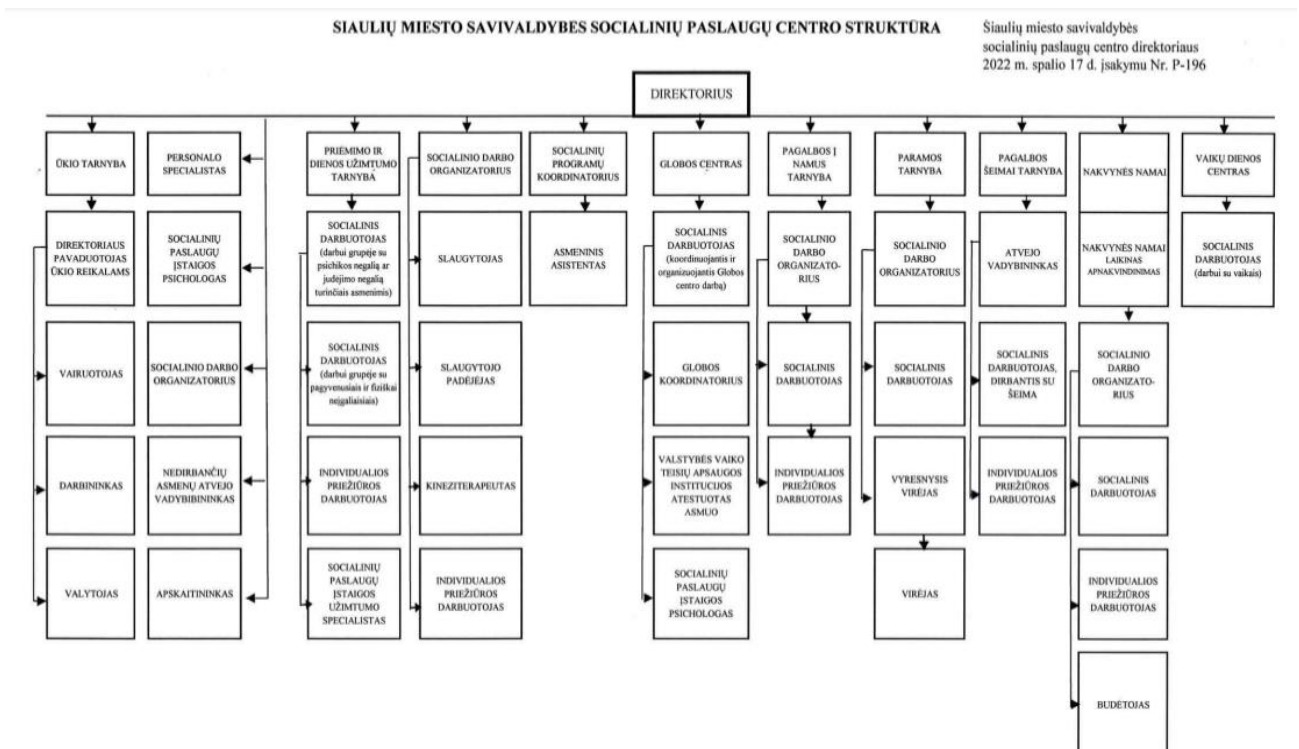 SIAULIŲ MIESTO SAVIVALDYBES SOCIALINIŲ PASLAUGŲ CENTRO STRUKTŪRA
Šiaulių miesto savivaldybės
socialinių paslaugų centro direktoriaus
2022 m. spalio 17 d. įsakymu Nr. P-196
DIREKTORIUS
ŪKIO TARNYBA
PERSONALO
SPECIALISTAS
PRIĖMIMO IR
DIENOS UŽIMTUMO
TARNYBA
SOCIALINIO DARBO
ORGANIZATORIUS
SOCIALINIŲ
PROGRAMŲ
KOORDINATORIUS
GLOBOS CENTRAS
PAGALBOS Į
NAMUS
TARNYBA
PARAMOS
TARNYBA
PAGALBOS
ŠEIMAI TARNYBA
NAKVYNĖS NAMAI
VAIKŲ DIENOS
CENTRAS
DIREKTORIAUS
PAVADUOTOJAS
ŪKIO REIKALAMS
SOCIALINIŲ
PASLAUGŲ
ĮSTAIGOS
PSICHOLOGAS
SOCIALINIS
DARBUOTOJAS
(darbui grupėje su
psichikos negalią ar
judėjimo negalią
turinčiais asmenimis)
SLAUGYTOJAS
ASMENINIS
ASISTENTAS
SOCIALINIS
DARBUOTOJAS
(koordinuojantis ir
organizuojantis Globos
centro darbą)
SOCIALINIO
DARBO
ORGANIZATO-
RIUS
SOCIALINIO
DARBO
ORGANIZATORIUS
ATVEJO
VADYBININKAS
NAKVYNĖS NAMAI
LAIKINAS
APNAKVINDINIMAS
SOCIALINIS
DARBUOTOJAS
(darbui su vaikais)
VAIRUOTOJAS
SOCIALINIO DARBO
ORGANIZATORIUS
SOCIALINIS
DARBUOTOJAS
(darbui grupėje su
pagyvenusiais ir fiziškai
neįgaliaisiais)
SLAUGYTOJO
PADĖJĖJAS
GLOBOS
KOORDINATORIUS
SOCIALINIS
DARBUOTOJAS
SOCIALINIS
DARBUOTOJAS
SOCIALINIS
DARBUOTOJAS,
DIRBANTIS SU
ŠEIMA
SOCIALINIO
DARBO
ORGANIZATO-
RIUS
DARBININKAS
NEDIRBANČIŲ
ASMENŲ ATVEJO
VADYBIBININKAS
INDIVIDUALIOS
PRIEŽIŪROS
DARBUOTOJAS
KINEZITERAPEUTAS
VALSTYBĖS VAIKO
TEISIŲ APSAUGOS
INSTITUCIJOS
ATESTUOTAS
ASMUO
INDIVIDUALIOS
PRIEŽIŪROS
DARBUOTOJAS
VYRESNYSIS
VIRĖJAS
INDIVIDUALIOS
PRIEŽIŪROS
DARBUOTOJAS
SOCIALINIS
DARBUOTOJAS
VALYTOJAS
APSKAITININKAS
SOCIALINIŲ
PASLAUGŲ
ĮSTAIGOS
UŽIMTUMO
SPECIALISTAS
INDIVIDUALIOS
PRIEŽIŪROS
DARBUOTOJAS
SOCIALINIŲ
PASLAUGŲ
ĮSTAIGOS
PSICHOLOGAS
VIRĖJAS
INDIVIDUALIOS
PRIEŽIŪROS
DARBUOTOJAS
BUDĖTOJAS